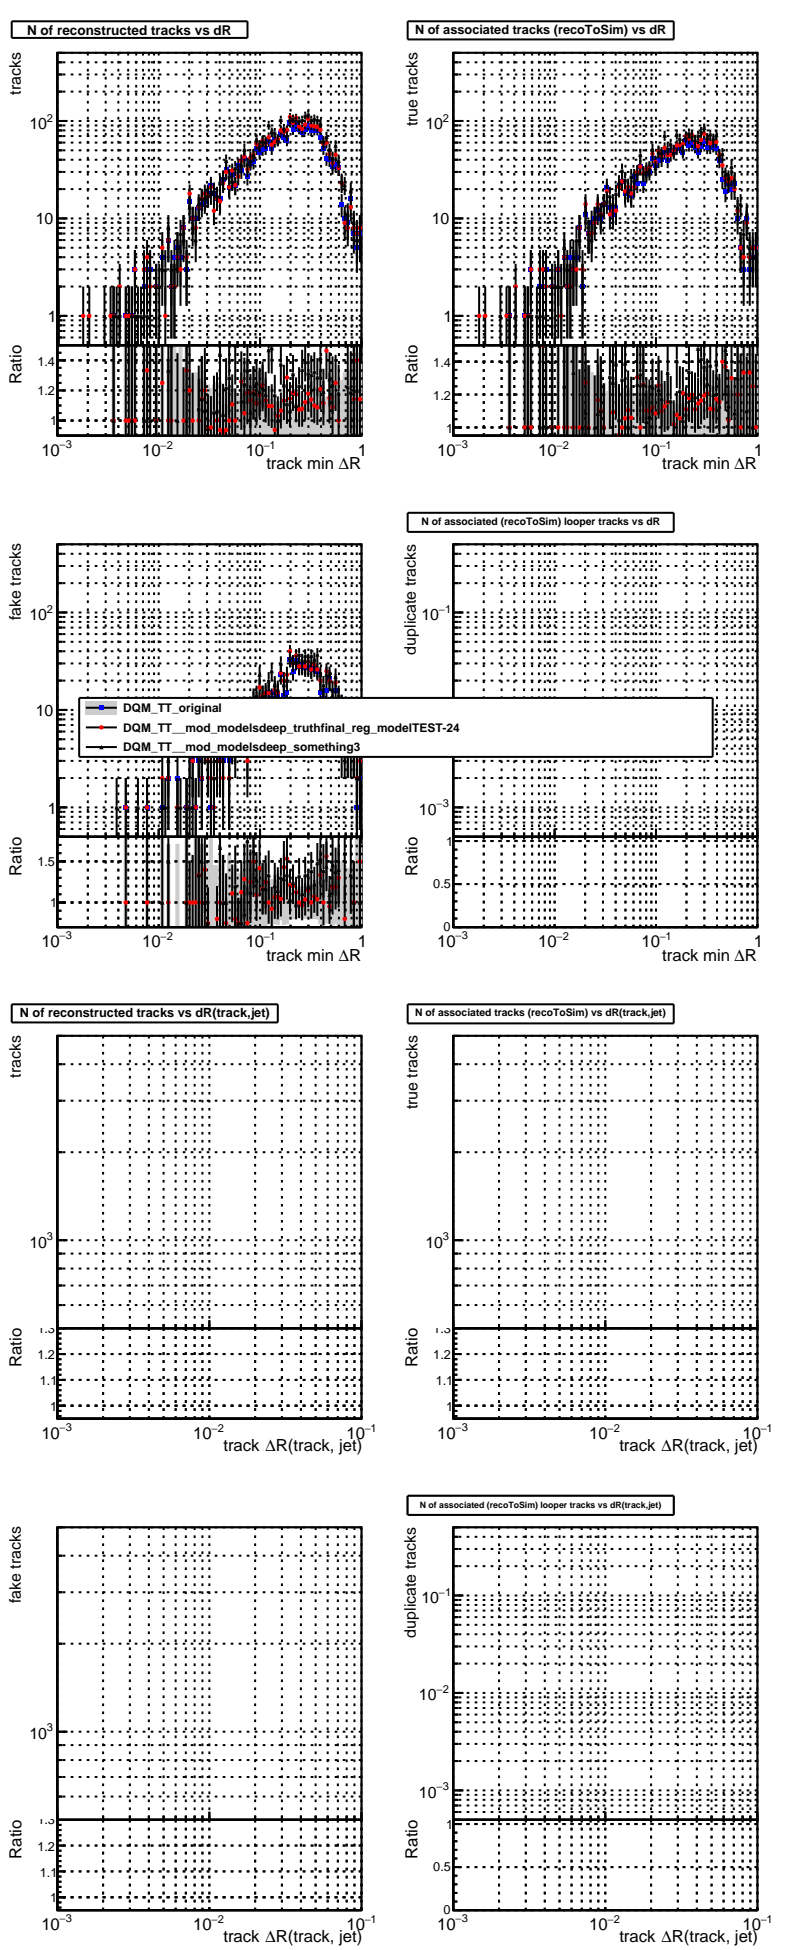 N of reconstructed tracks vs dR
tracks
10²
10
1
Ratio
1.4
1.2
1
10⁻³ 10⁻² 10⁻¹ 1
track min ΔR
N of associated tracks (recoToSim) vs dR
true tracks
10²
10
1
Ratio
1.4
1.2
1
10⁻³ 10⁻² 10⁻¹ 1
track min ΔR
fake tracks
10²
10
1
Ratio
1.5
1
10⁻³ 10⁻² 10⁻¹ 1
track min ΔR
N of associated (recoToSim) looper tracks vs dR
duplicate tracks
10⁻¹
10⁻³
Ratio
1
0.5
0
10⁻³ 10⁻² 10⁻¹ 1
track min ΔR
DQM_TT_original
DQM_TT__mod_modelsdeep_truthfinal_reg_modelTEST-24
DQM_TT__mod_modelsdeep_something3
N of reconstructed tracks vs dR(track,jet)
tracks
10³
Ratio
1.3
1.2
1.1
1
10⁻³ 10⁻² 10⁻¹
track ΔR(track, jet)
N of associated tracks (recoToSim) vs dR(track,jet)
true tracks
10³
Ratio
1.3
1.2
1.1
1
10⁻³ 10⁻² 10⁻¹
track ΔR(track, jet)
fake tracks
10³
Ratio
1.3
1.2
1.1
1
10⁻³ 10⁻² 10⁻¹
track ΔR(track, jet)
N of associated (recoToSim) looper tracks vs dR(track,jet)
duplicate tracks
10⁻¹
10⁻²
10⁻³
Ratio
1
0.5
0
10⁻³ 10⁻² 10⁻¹
track ΔR(track, jet)